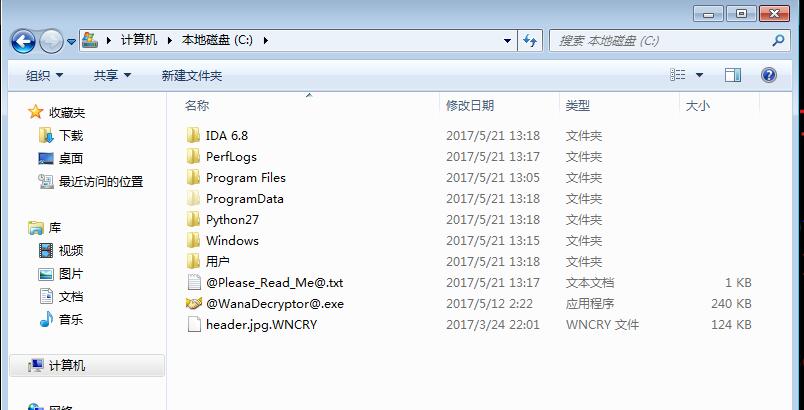 计算机 本地磁盘 (C:) 搜索 本地磁盘 (C:)
组织 共享 新建文件夹
收藏夹
下载
桌面
最近访问的位置
库
视频
图片
文档
音乐
计算机
网络
名称 修改日期 类型 大小
IDA 6.8 2017/5/21 13:18 文件夹
PerfLogs 2017/5/21 13:17 文件夹
Program Files 2017/5/21 13:05 文件夹
ProgramData 2017/5/21 13:18 文件夹
Python27 2017/5/21 13:18 文件夹
Windows 2017/5/21 13:15 文件夹
用户 2017/5/21 13:18 文件夹
@Please_Read_Me@.txt 2017/5/21 13:17 文本文档 1 KB
@WanaDecryptor@.exe 2017/5/12 2:22 应用程序 240 KB
header.jpg.WNCRY 2017/3/24 22:01 WNCRY 文件 124 KB